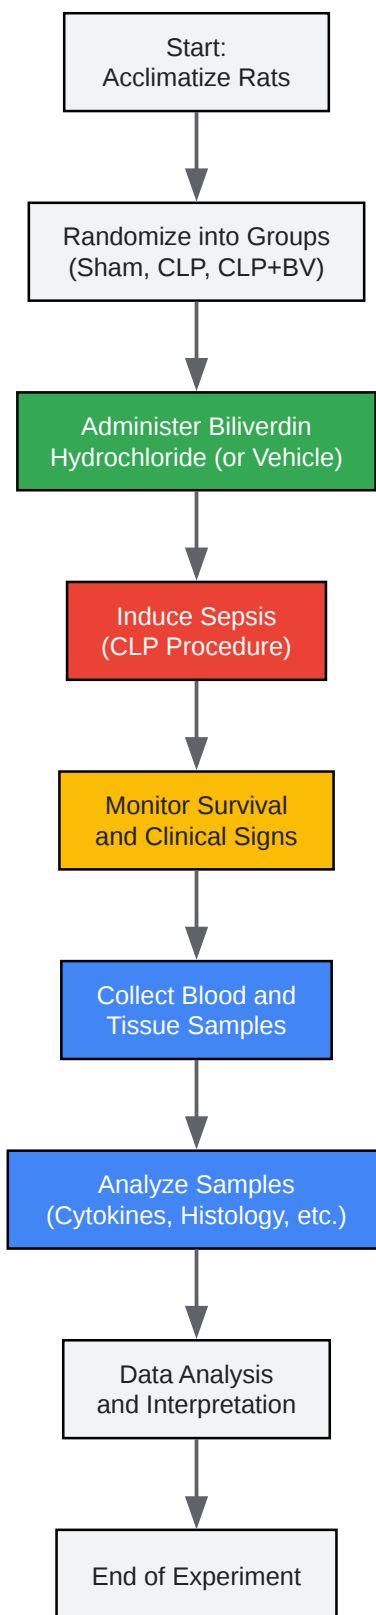 Start:
Acclimatize Rats
Randomize into Groups
(Sham, CLP, CLP+BV)
Administer Biliverdin
Hydrochloride (or Vehicle)
Induce Sepsis
(CLP Procedure)
Monitor Survival
and Clinical Signs
Collect Blood and
Tissue Samples
Analyze Samples
(Cytokines, Histology, etc.)
Data Analysis
and Interpretation
End of Experiment